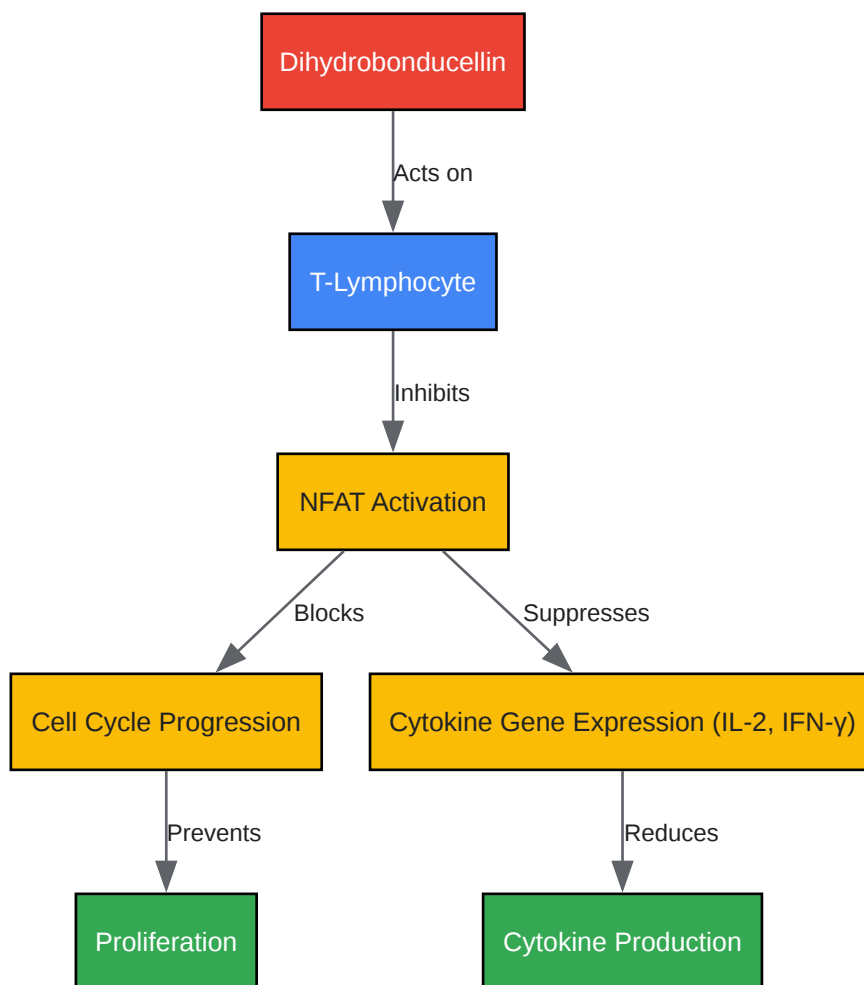 Dihydrobonducellin
Acts on
T-Lymphocyte
Inhibits
NFAT Activation
Blocks
Suppresses
Cell Cycle Progression
Cytokine Gene Expression (IL-2, IFN-γ)
Prevents
Reduces
Proliferation
Cytokine Production